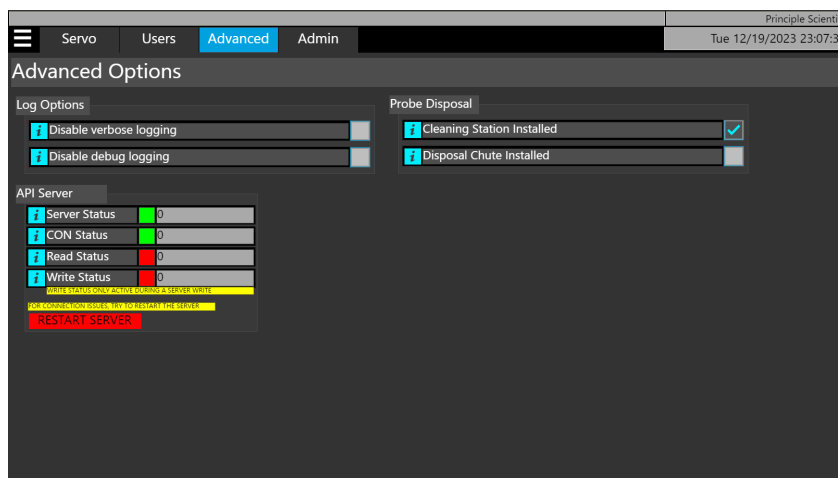 Principle Scienti
Servo Users Advanced Admin
Tue 12/19/2023 23:07:3
Advanced Options
Log Options
i Disable verbose logging
i Disable debug logging
Probe Disposal
i Cleaning Station Installed
i Disposal Chute Installed
API Server
i Server Status 0
i CON Status 0
i Read Status 0
i Write Status 0
WRITE STATUS ONLY ACTIVE DURING A SERVER WRITE
FOR CONNECTION ISSUES, TRY TO RESTART THE SERVER
RESTART SERVER